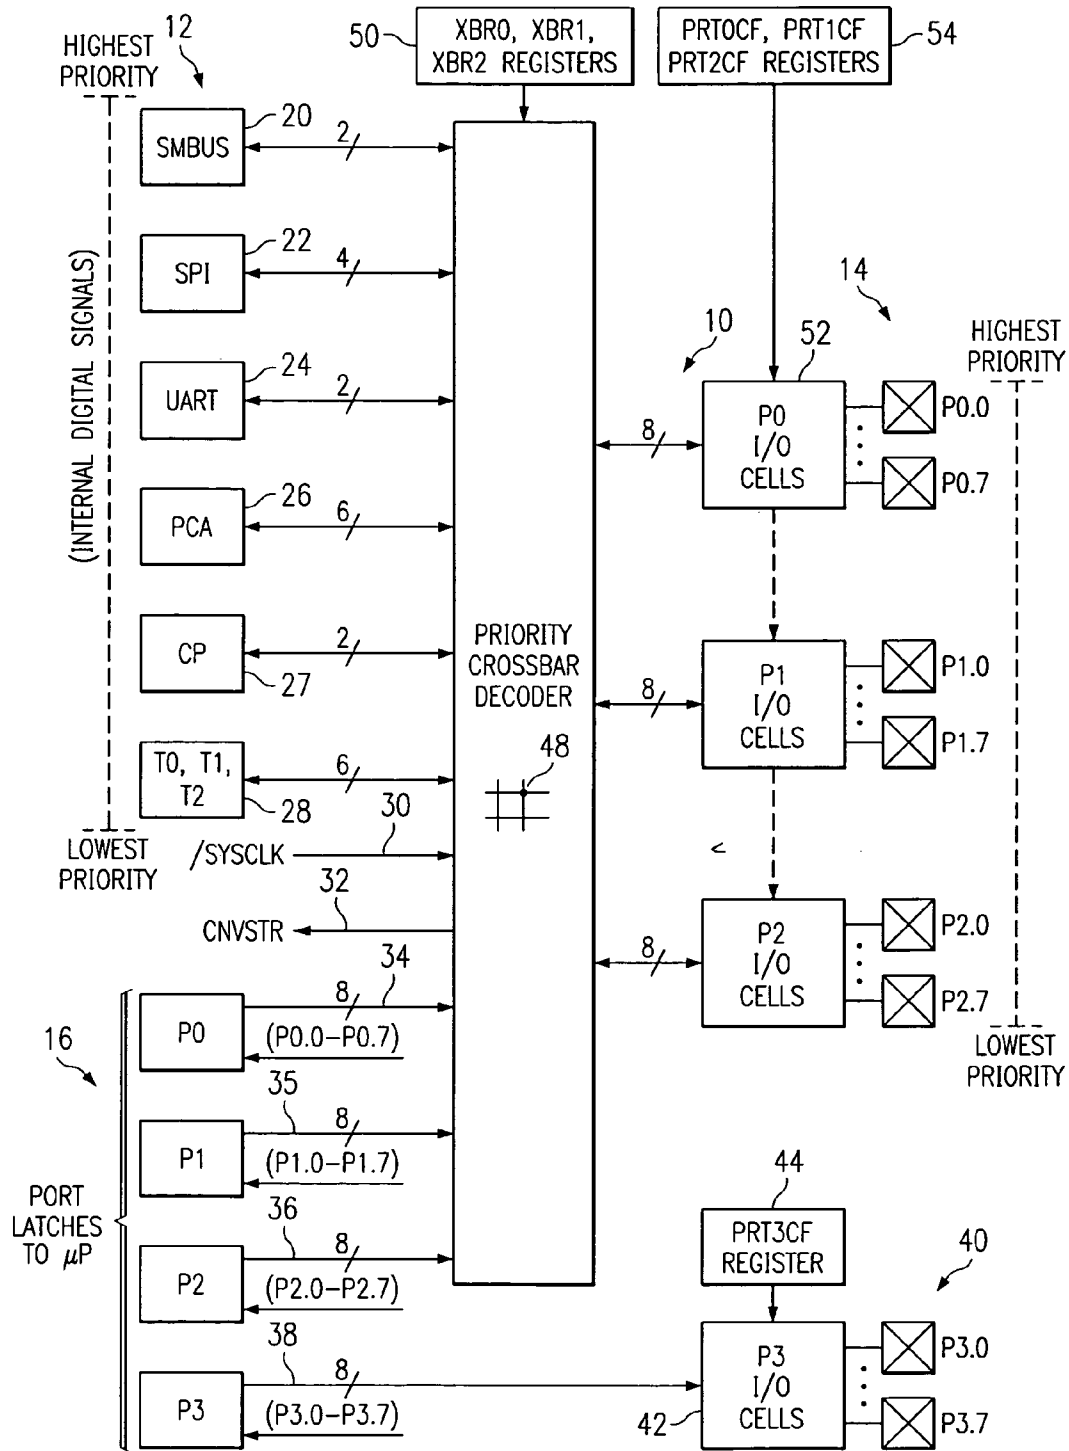 50
XBR0, XBR1,
XBR2 REGISTERS
PRT0CF, PRT1CF
PRT2CF REGISTERS
54
HIGHEST
PRIORITY
12
20
SMBUS
2
22
SPI
4
24
UART
2
26
PCA
6
CP
27
2
T0, T1,
T2
28
6
(INTERNAL DIGITAL SIGNALS)
LOWEST
PRIORITY
/SYSCLK
30
CNVSTR
32
PRIORITY
CROSSBAR
DECODER
48
10
14
HIGHEST
PRIORITY
52
8
P0
I/O
CELLS
P0.0
P0.7
8
P1
I/O
CELLS
P1.0
P1.7
8
P2
I/O
CELLS
P2.0
P2.7
LOWEST
PRIORITY
16
PORT
LATCHES
TO µP
P0
8
34
(P0.0–P0.7)
P1
35
8
(P1.0–P1.7)
P2
36
8
(P2.0–P2.7)
P3
38
8
(P3.0–P3.7)
44
PRT3CF
REGISTER
40
42
P3
I/O
CELLS
P3.0
P3.7